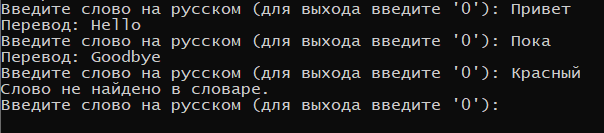 Введите слово на русском (для выхода введите '0'): Привет
Перевод: Hello
Введите слово на русском (для выхода введите '0'): Пока
Перевод: Goodbye
Введите слово на русском (для выхода введите '0'): Красный
Слово не найдено в словаре.
Введите слово на русском (для выхода введите '0'):